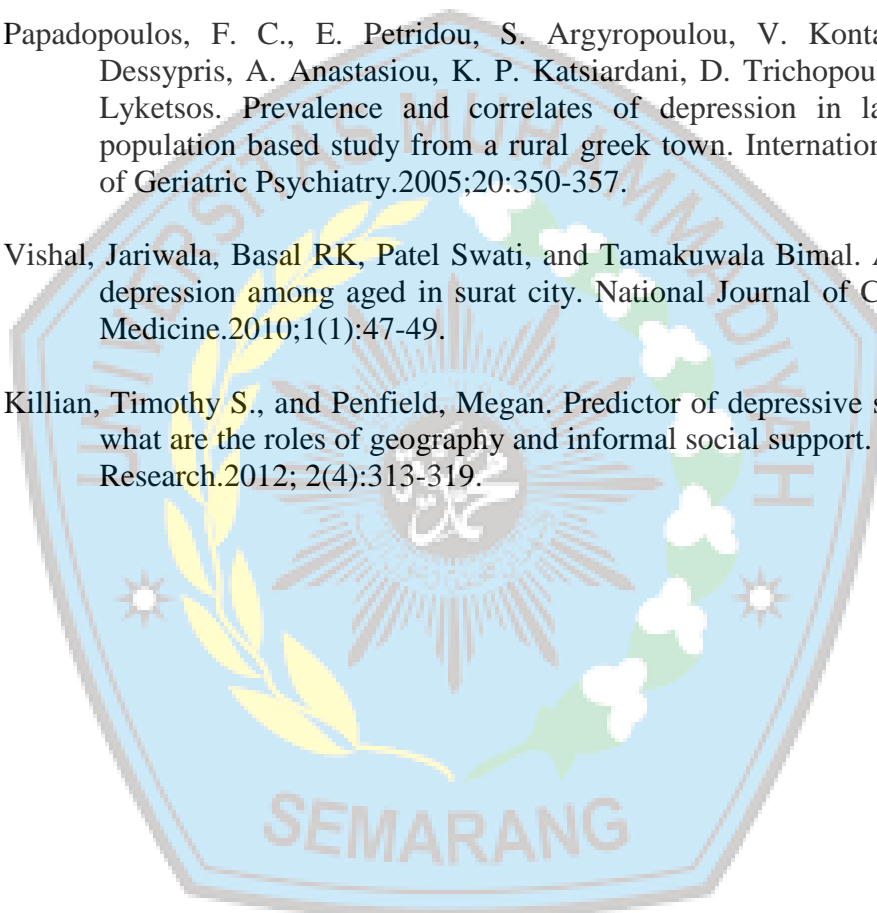 Papadopoulos, F. C., E. Petridou, S. Argyropoulou, V. Konta
Dessypris, A. Anastasiou, K. P. Katsiardani, D. Trichopoul
Lyketsos. Prevalence and correlates of depression in la
population based study from a rural greek town. Internation
of Geriatric Psychiatry.2005;20:350-357.
Vishal, Jariwala, Basal RK, Patel Swati, and Tamakuwala Bimal. A
depression among aged in surat city. National Journal of C
Medicine.2010;1(1):47-49.
Killian, Timothy S., and Penfield, Megan. Predictor of depressive s
what are the roles of geography and informal social support.
Research.2012; 2(4):313-319.
UNIVERSITAS MUHAMMADIYAH
SEMARANG